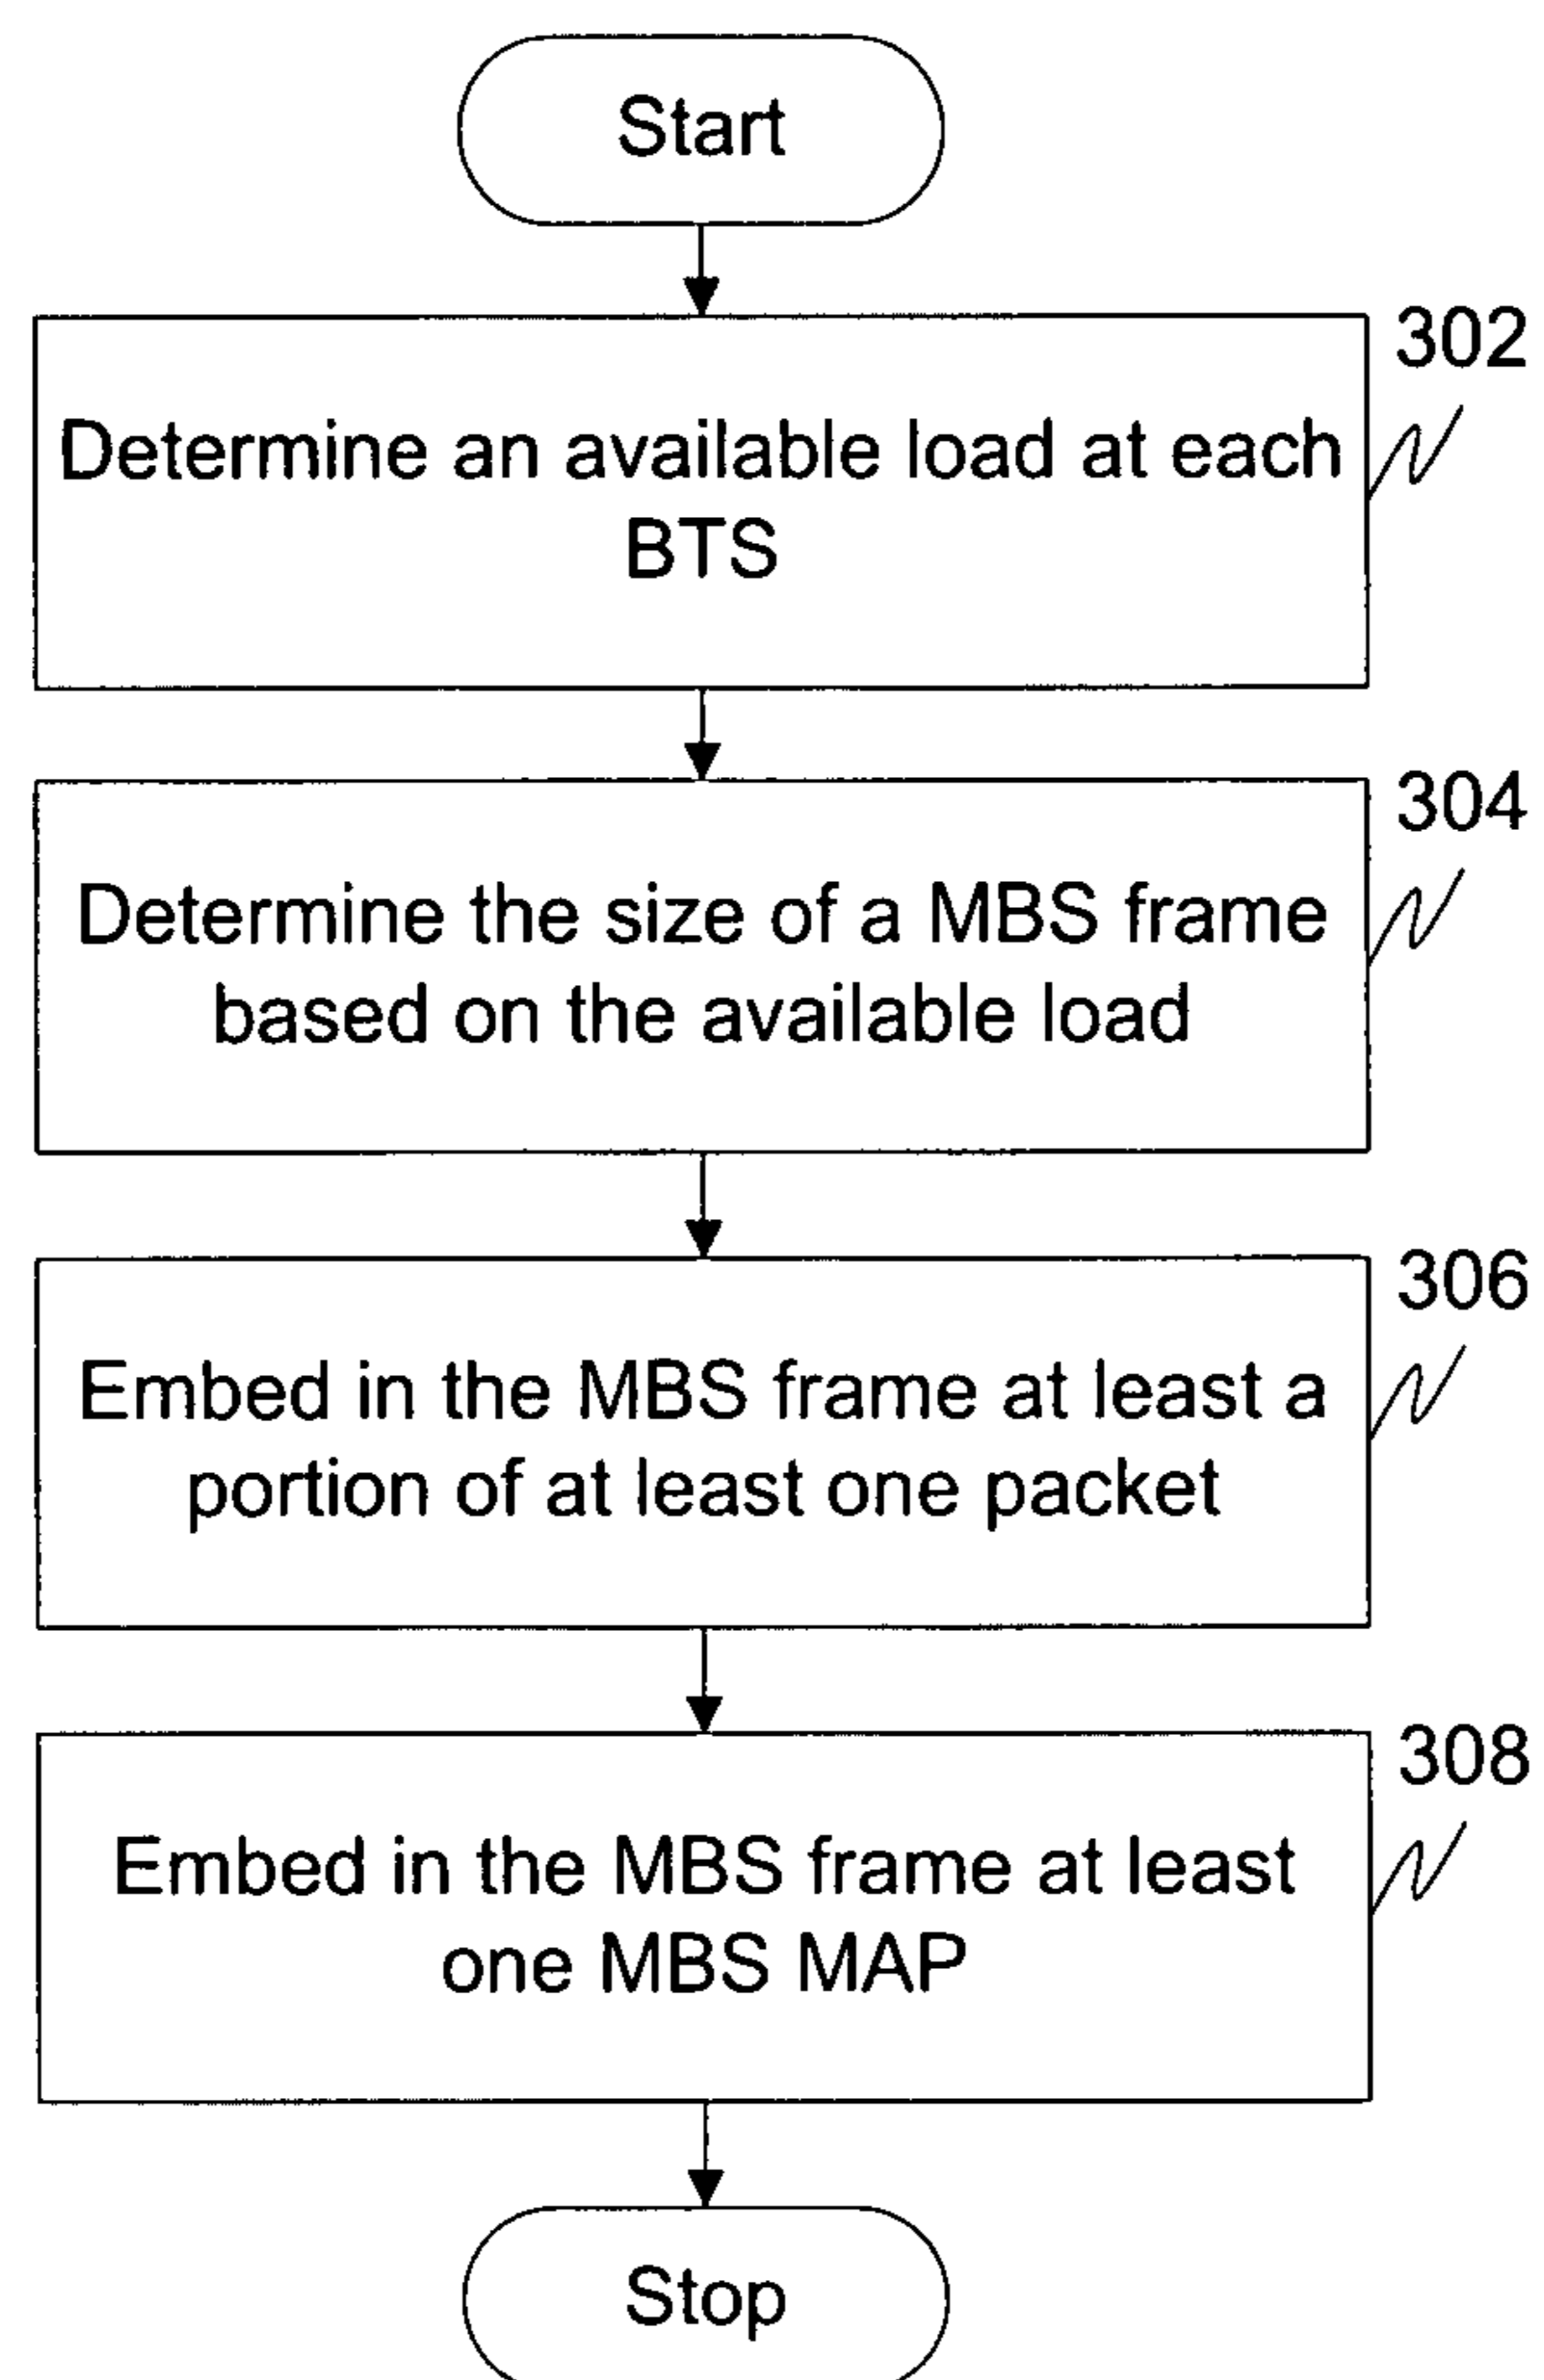 Start
302
Determine an available load at each
BTS
304
Determine the size of a MBS frame
based on the available load
306
Embed in the MBS frame at least a
portion of at least one packet
308
Embed in the MBS frame at least
one MBS MAP
Stop